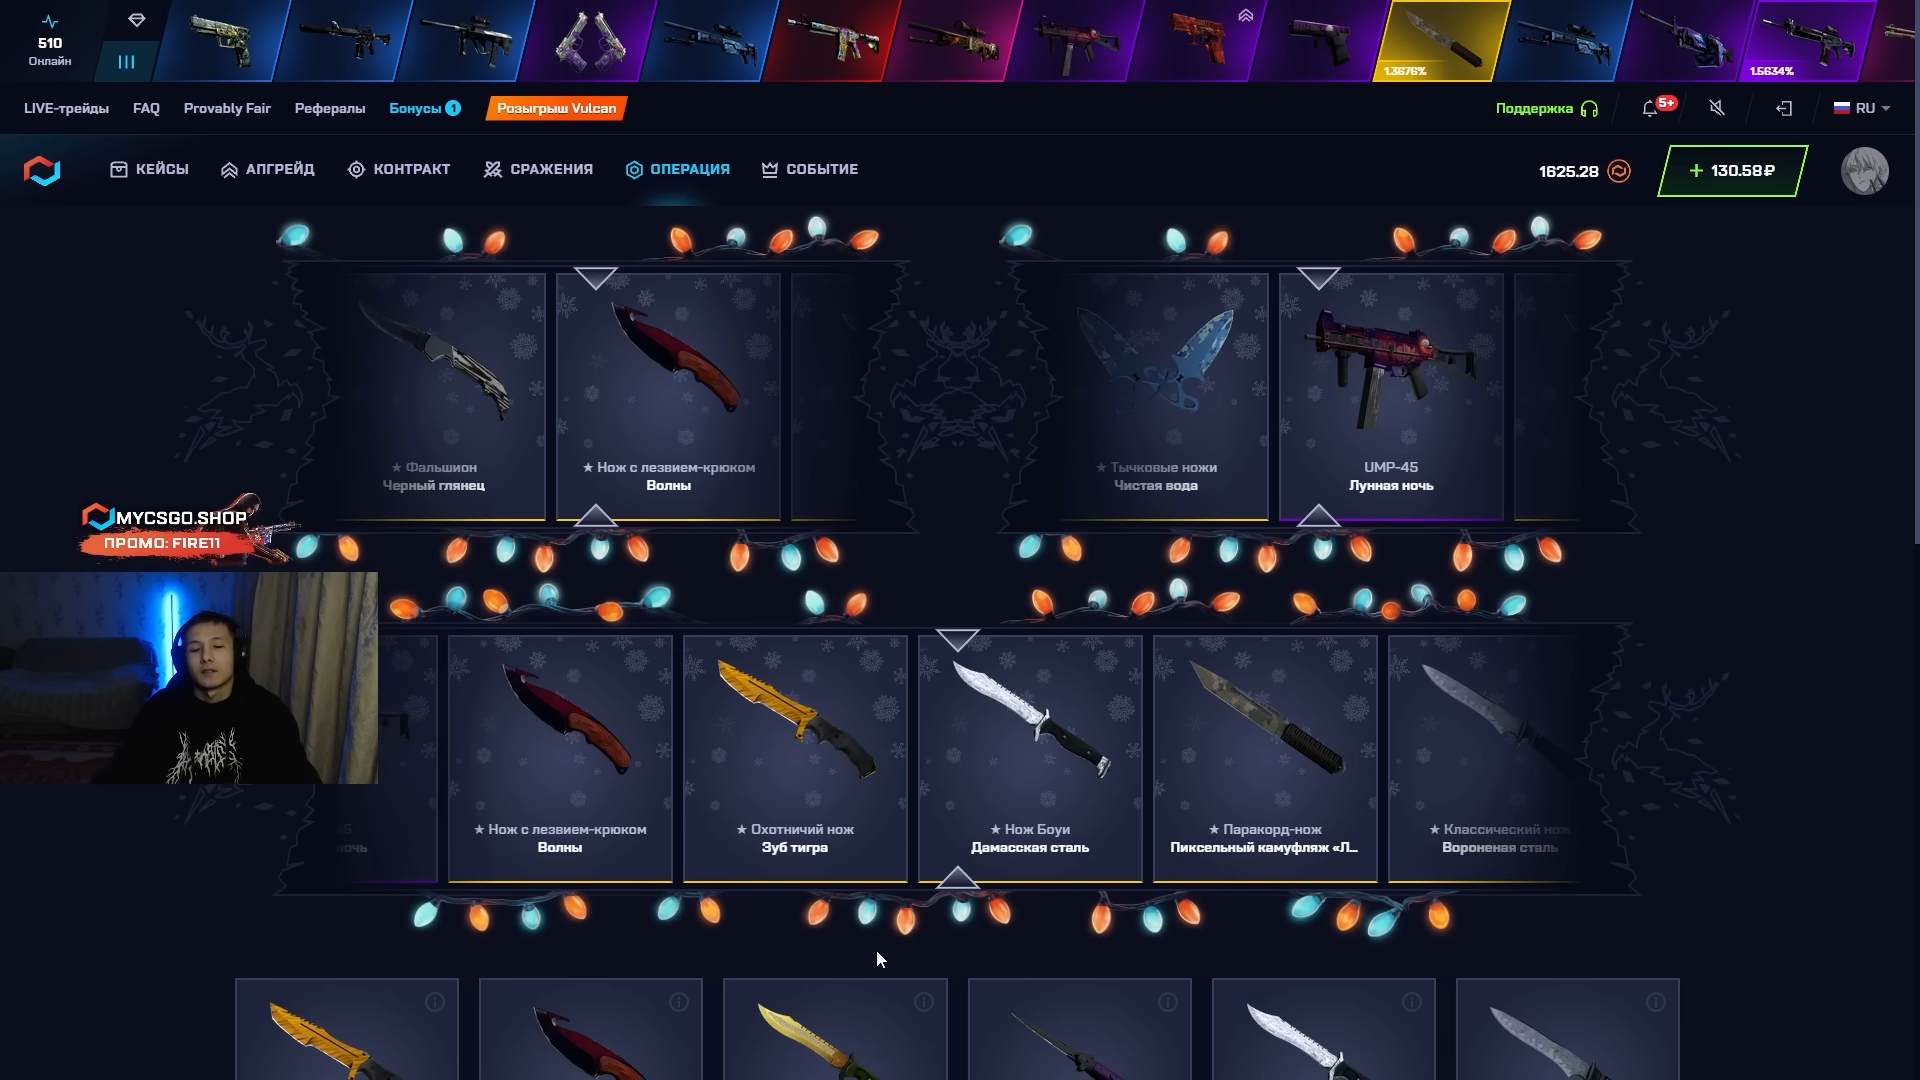 510
Онлайн
1.3676%
1.5634%
LIVE-трейды
FAQ
Provably Fair
Рефералы
Бонусы 1
Розыгрыш Vulcan
Поддержка
5+
RU
КЕЙСЫ
АПГРЕЙД
КОНТРАКТ
СРАЖЕНИЯ
ОПЕРАЦИЯ
СОБЫТИЕ
1625.28
+ 130.58₽
★ Фальшион
Черный глянец
★ Нож с лезвием-крюком
Волны
★ Тычковые ножи
Чистая вода
UMP-45
Лунная ночь
MYCSGO.SHOP
ПРОМО: FIRE11
45
ночь
★ Нож с лезвием-крюком
Волны
★ Охотничий нож
Зуб тигра
★ Нож Боуи
Дамасская сталь
★ Паракорд-нож
Пиксельный камуфляж «Л...
★ Классический нож
Вороненая сталь